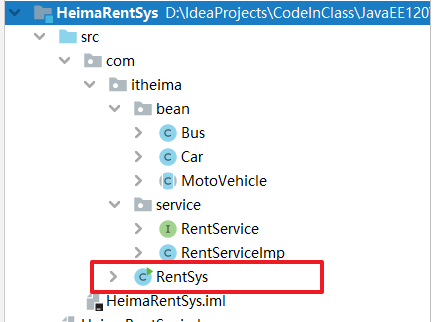 HeimaRentSys D:\IdeaProjects\CodeInClass\JavaEE120
src
com
itheima
bean
Bus
Car
MotoVehicle
service
RentService
RentServiceImp
RentSys
HeimaRentSys.iml